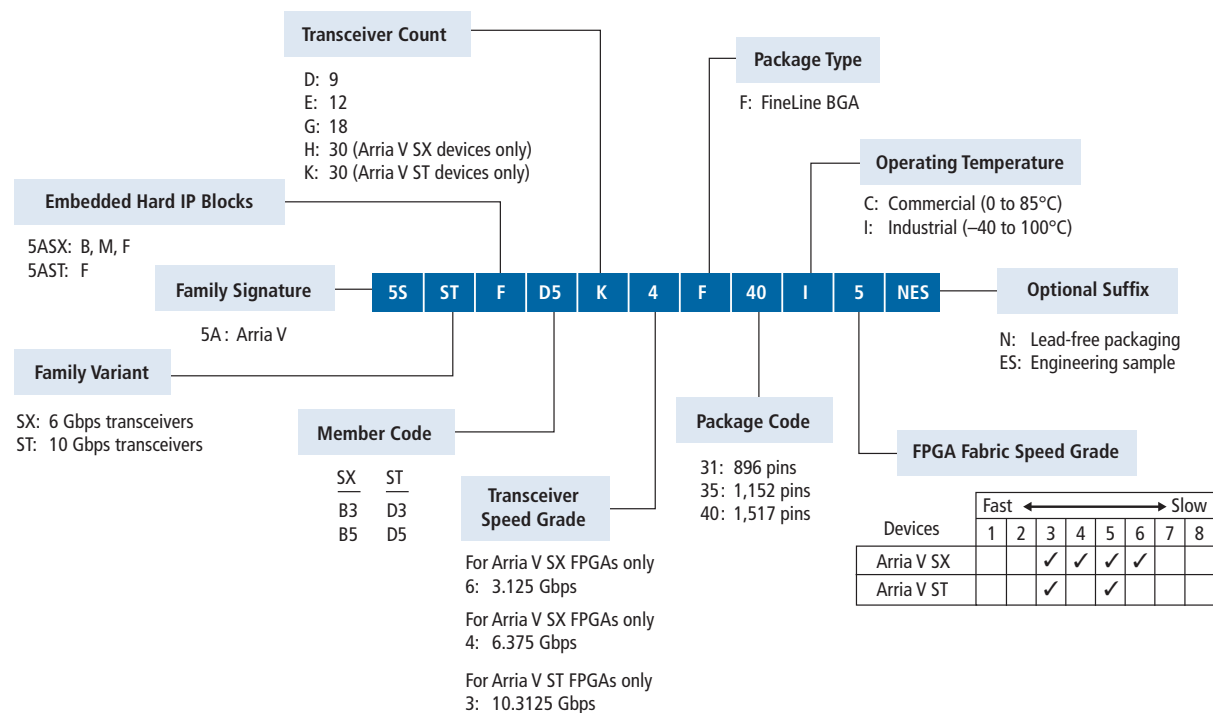 Transceiver Count
D: 9
E: 12
G: 18
H: 30 (Arria V SX devices only)
K: 30 (Arria V ST devices only)
Package Type
F: FineLine BGA
Operating Temperature
C: Commercial (0 to 85°C)
I: Industrial (–40 to 100°C)
Embedded Hard IP Blocks
5ASX: B, M, F
5AST: F
Family Signature
5A : Arria V
5S ST F D5 K 4 F 40 I 5 NES
Optional Suffix
N: Lead-free packaging
ES: Engineering sample
Family Variant
SX: 6 Gbps transceivers
ST: 10 Gbps transceivers
Member Code
SX ST
B3 D3
B5 D5
Transceiver
Speed Grade
For Arria V SX FPGAs only
6: 3.125 Gbps
For Arria V SX FPGAs only
4: 6.375 Gbps
For Arria V ST FPGAs only
3: 10.3125 Gbps
Package Code
31: 896 pins
35: 1,152 pins
40: 1,517 pins
FPGA Fabric Speed Grade
Fast Slow
Devices 1 2 3 4 5 6 7 8
Arria V SX ✓ ✓ ✓ ✓
Arria V ST ✓ ✓